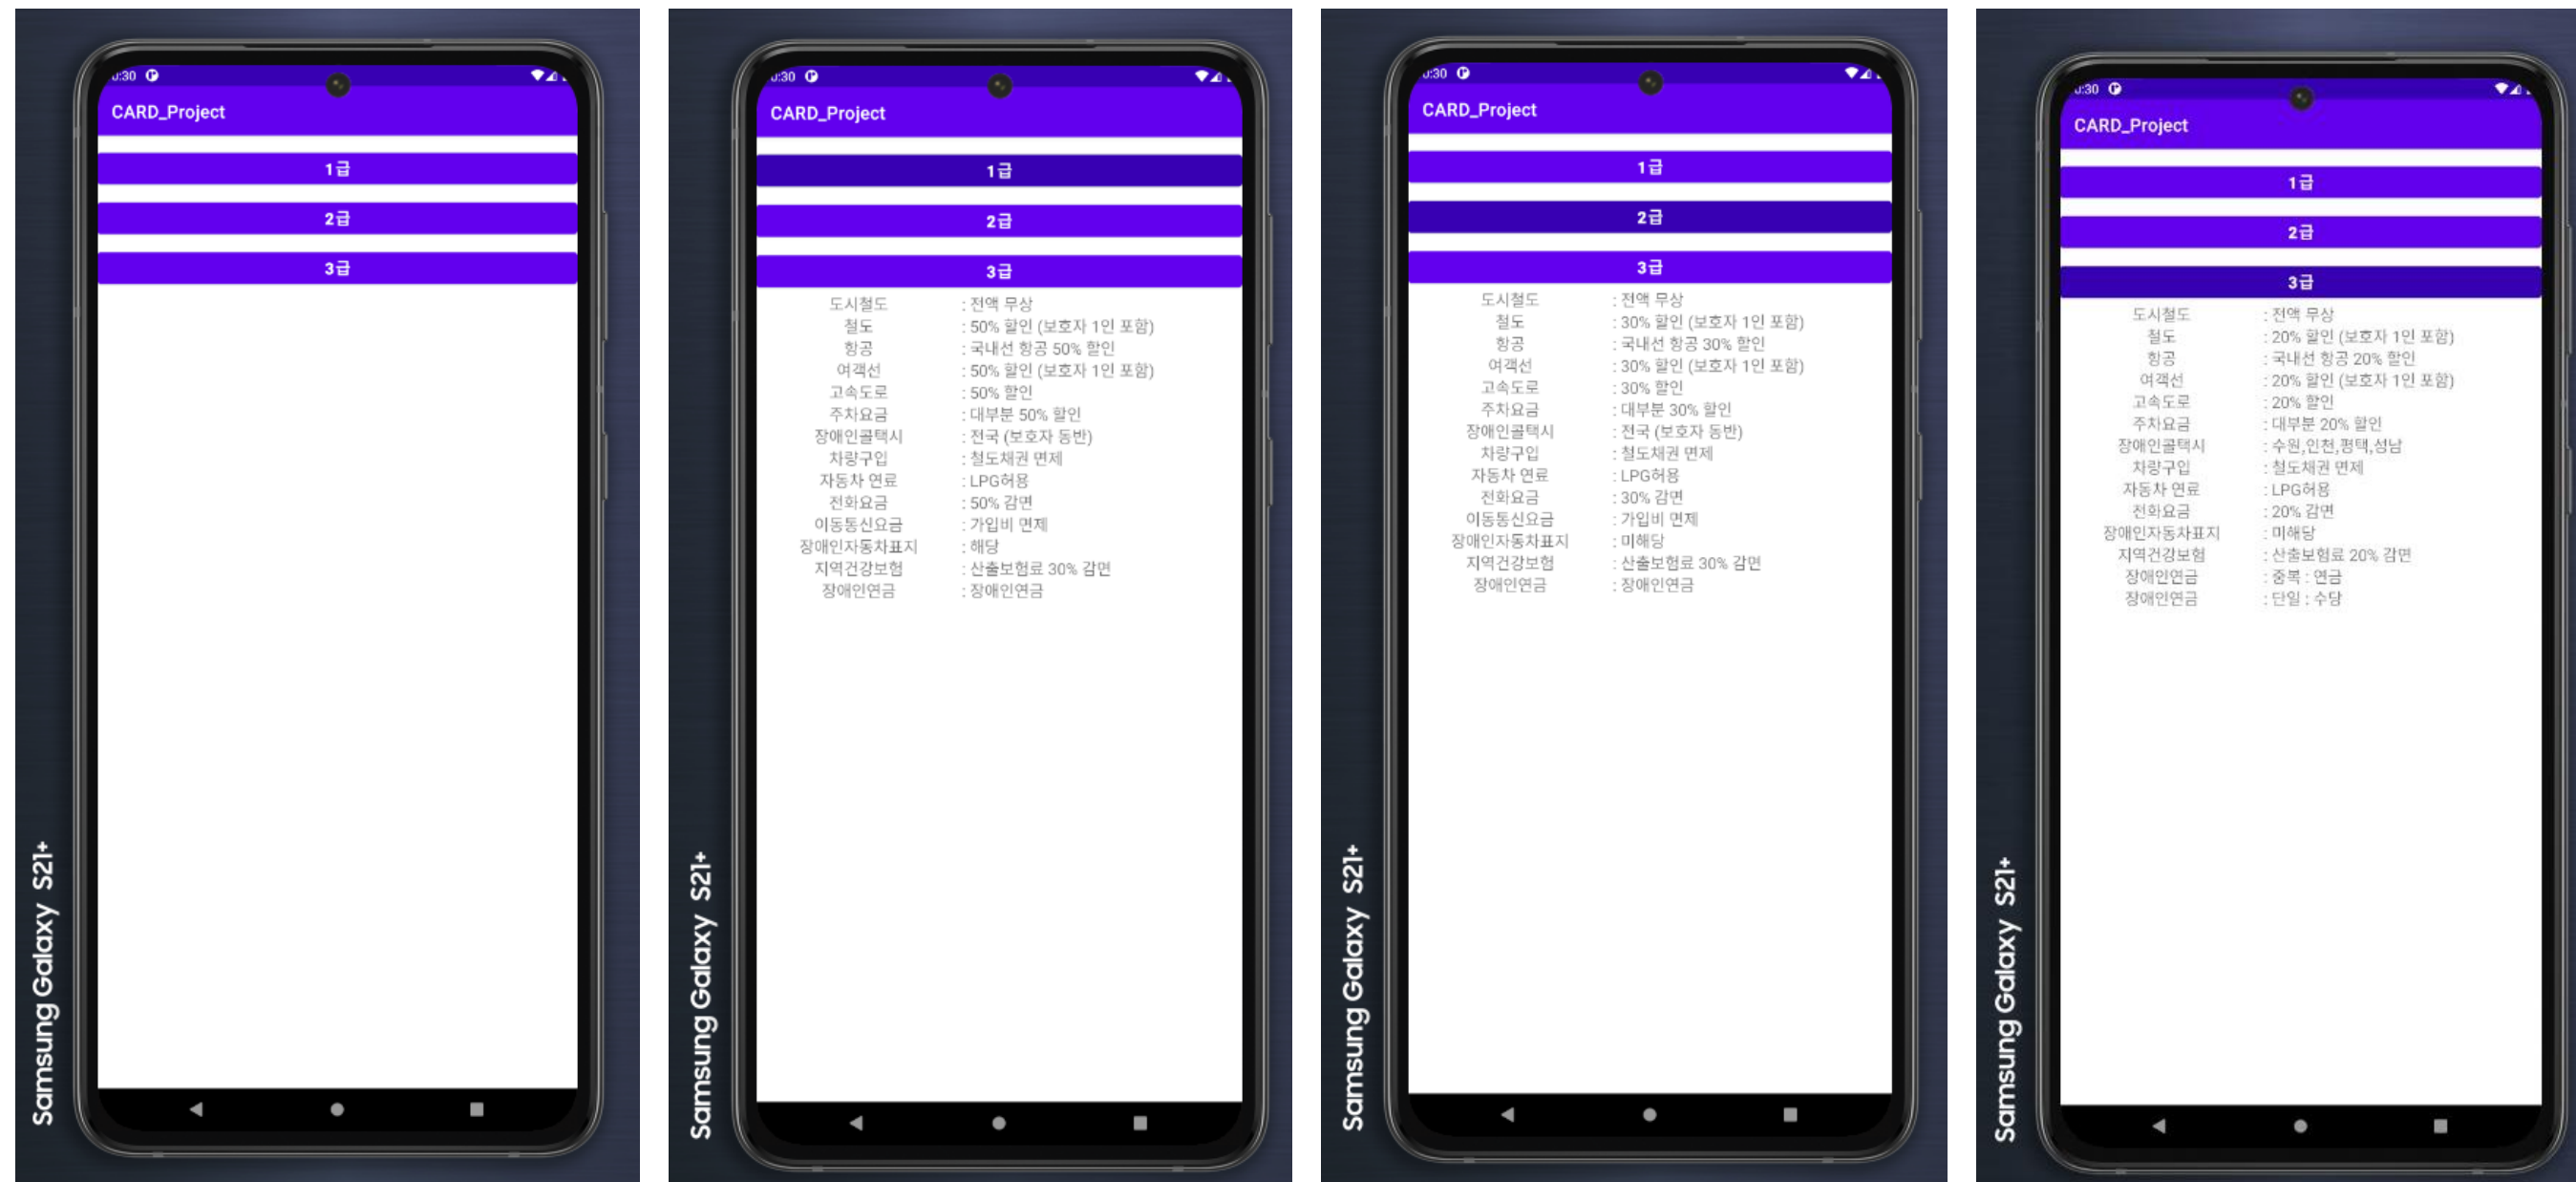 0:30
CARD_Project
1급
2급
3급
Samsung Galaxy S21+
0:30
CARD_Project
1급
2급
3급
도시철도 : 전액 무상
철도 : 50% 할인 (보호자 1인 포함)
항공 : 국내선 항공 50% 할인
여객선 : 50% 할인 (보호자 1인 포함)
고속도로 : 50% 할인
주차요금 : 대부분 50% 할인
장애인콜택시 : 전국 (보호자 동반)
차량구입 : 철도채권 면제
자동차 연료 : LPG허용
전화요금 : 50% 감면
이동통신요금 : 가입비 면제
장애인자동차표지 : 해당
지역건강보험 : 산출보험료 30% 감면
장애인연금 : 장애인연금
Samsung Galaxy S21+
0:30
CARD_Project
1급
2급
3급
도시철도 : 전액 무상
철도 : 30% 할인 (보호자 1인 포함)
항공 : 국내선 항공 30% 할인
여객선 : 30% 할인 (보호자 1인 포함)
고속도로 : 30% 할인
주차요금 : 대부분 30% 할인
장애인콜택시 : 전국 (보호자 동반)
차량구입 : 철도채권 면제
자동차 연료 : LPG허용
전화요금 : 30% 감면
이동통신요금 : 가입비 면제
장애인자동차표지 : 미해당
지역건강보험 : 산출보험료 30% 감면
장애인연금 : 장애인연금
Samsung Galaxy S21+
0:30
CARD_Project
1급
2급
3급
도시철도 : 전액 무상
철도 : 20% 할인 (보호자 1인 포함)
항공 : 국내선 항공 20% 할인
여객선 : 20% 할인 (보호자 1인 포함)
고속도로 : 20% 할인
주차요금 : 대부분 20% 할인
장애인콜택시 : 수원,인천,평택,성남
차량구입 : 철도채권 면제
자동차 연료 : LPG허용
전화요금 : 20% 감면
장애인자동차표지 : 미해당
지역건강보험 : 산출보험료 20% 감면
장애인연금 : 중복 : 연금
장애인연금 : 단일 : 수당
Samsung Galaxy S21+